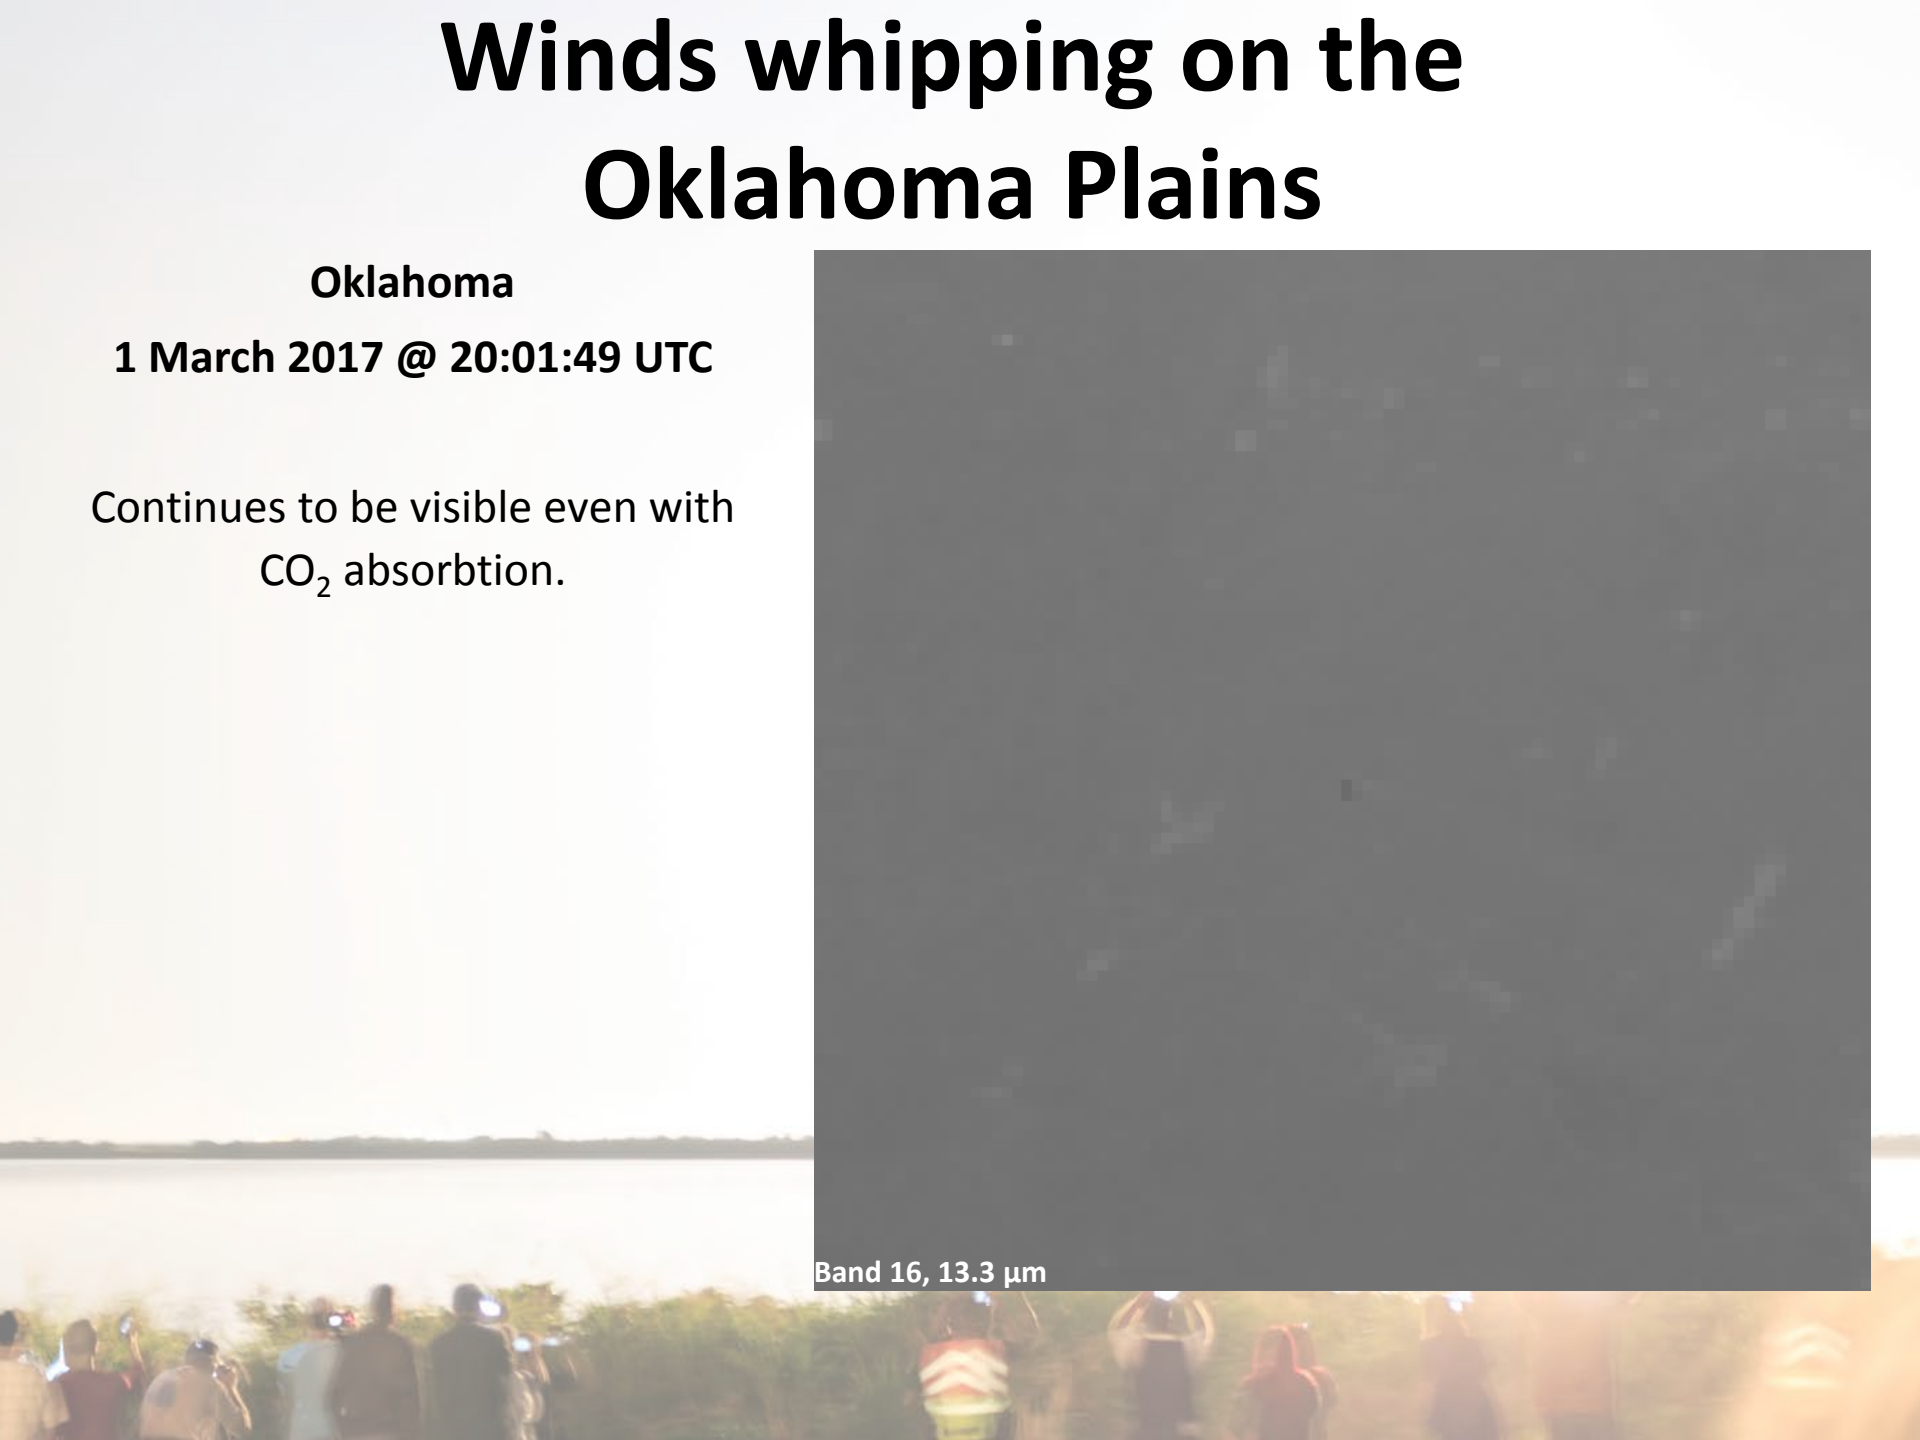 Winds whipping on the
Oklahoma Plains
Oklahoma
1 March 2017 @ 20:01:49 UTC
Continues to be visible even with
CO₂ absorbtion.
Band 16, 13.3 µm